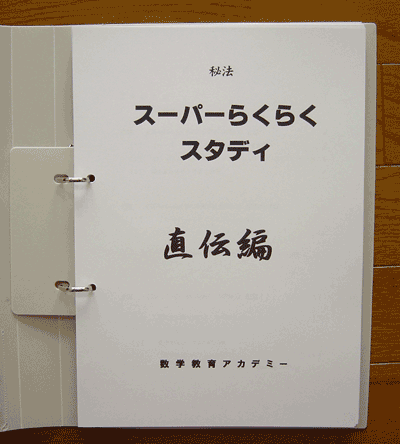 秘法
スーパーらくらく
スタディ
直伝編
数学教育アカデミー